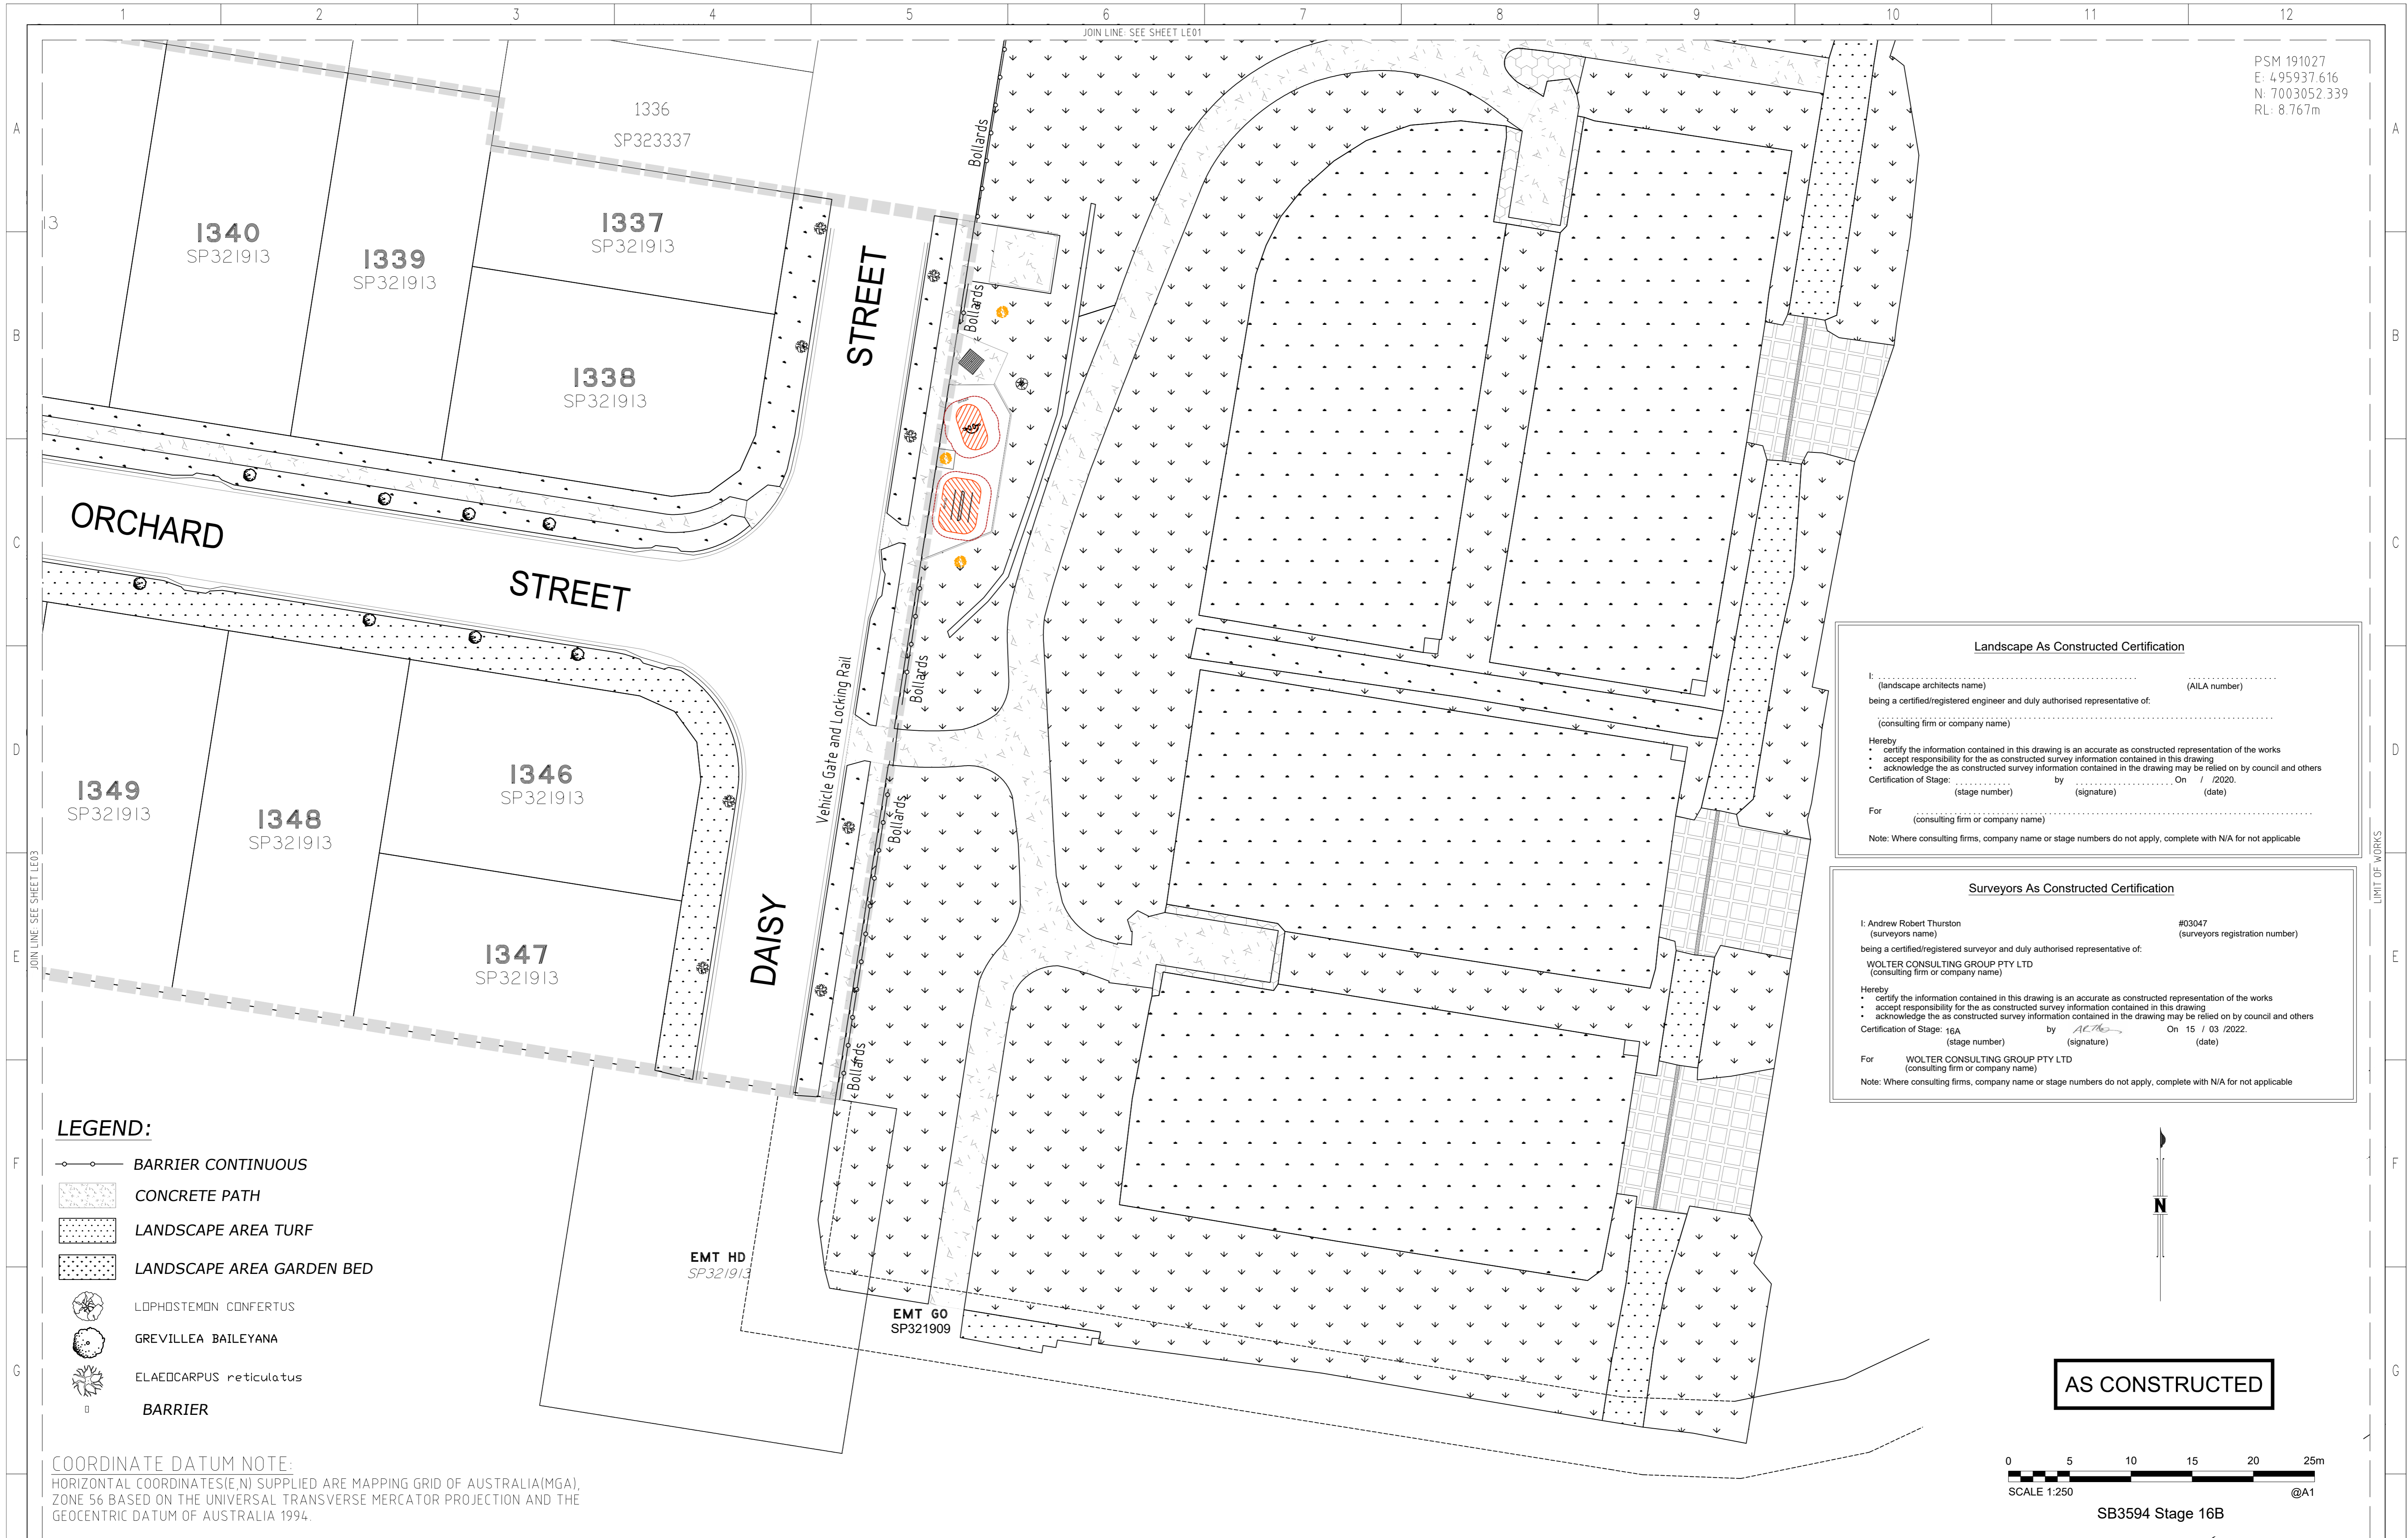 1 2 3 4 5 6 7 8 9 10 11 12
JOIN LINE: SEE SHEET LE01
PSM 191027
E: 495937.616
N: 7003052.339
RL: 8.767m
A
A
1336
SP323337
Bollards
13
1340
SP321913
1339
SP321913
1337
SP321913
1338
SP321913
STREET
Bollards
B
B
ORCHARD
STREET
C
C
Bollards
Vehicle Gate and Locking Rail
D
D
1349
SP321913
1348
SP321913
1346
SP321913
Bollards
DAISY
1347
SP321913
E
E
JOIN LINE: SEE SHEET LE03
Bollards
LIMIT OF WORKS
Landscape As Constructed Certification
I:
(landscape architects name) (AILA number)
being a certified/registered engineer and duly authorised representative of:
(consulting firm or company name)
Hereby
• certify the information contained in this drawing is an accurate as constructed representation of the works
• accept responsibility for the as constructed survey information contained in this drawing
• acknowledge the as constructed survey information contained in the drawing may be relied on by council and others
Certification of Stage: by On / /2020.
(stage number) (signature) (date)
For
(consulting firm or company name)
Note: Where consulting firms, company name or stage numbers do not apply, complete with N/A for not applicable
Surveyors As Constructed Certification
I: Andrew Robert Thurston #03047
(surveyors name) (surveyors registration number)
being a certified/registered surveyor and duly authorised representative of:
WOLTER CONSULTING GROUP PTY LTD
(consulting firm or company name)
Hereby
• certify the information contained in this drawing is an accurate as constructed representation of the works
• accept responsibility for the as constructed survey information contained in this drawing
• acknowledge the as constructed survey information contained in the drawing may be relied on by council and others
Certification of Stage: 16A by On 15 / 03 /2022.
(stage number) (signature) (date)
For WOLTER CONSULTING GROUP PTY LTD
(consulting firm or company name)
Note: Where consulting firms, company name or stage numbers do not apply, complete with N/A for not applicable
LEGEND:
BARRIER CONTINUOUS
CONCRETE PATH
LANDSCAPE AREA TURF
LANDSCAPE AREA GARDEN BED
LOPHOSTEMON CONFERTUS
GREVILLEA BAILEYANA
ELAEOCARPUS reticulatus
BARRIER
F
F
EMT HD
SP321913
EMT GO
SP321909
N
G
G
AS CONSTRUCTED
COORDINATE DATUM NOTE:
HORIZONTAL COORDINATES(E,N) SUPPLIED ARE MAPPING GRID OF AUSTRALIA(MGA),
ZONE 56 BASED ON THE UNIVERSAL TRANSVERSE MERCATOR PROJECTION AND THE
GEOCENTRIC DATUM OF AUSTRALIA 1994.
0 5 10 15 20 25m
SCALE 1:250 @A1
SB3594 Stage 16B